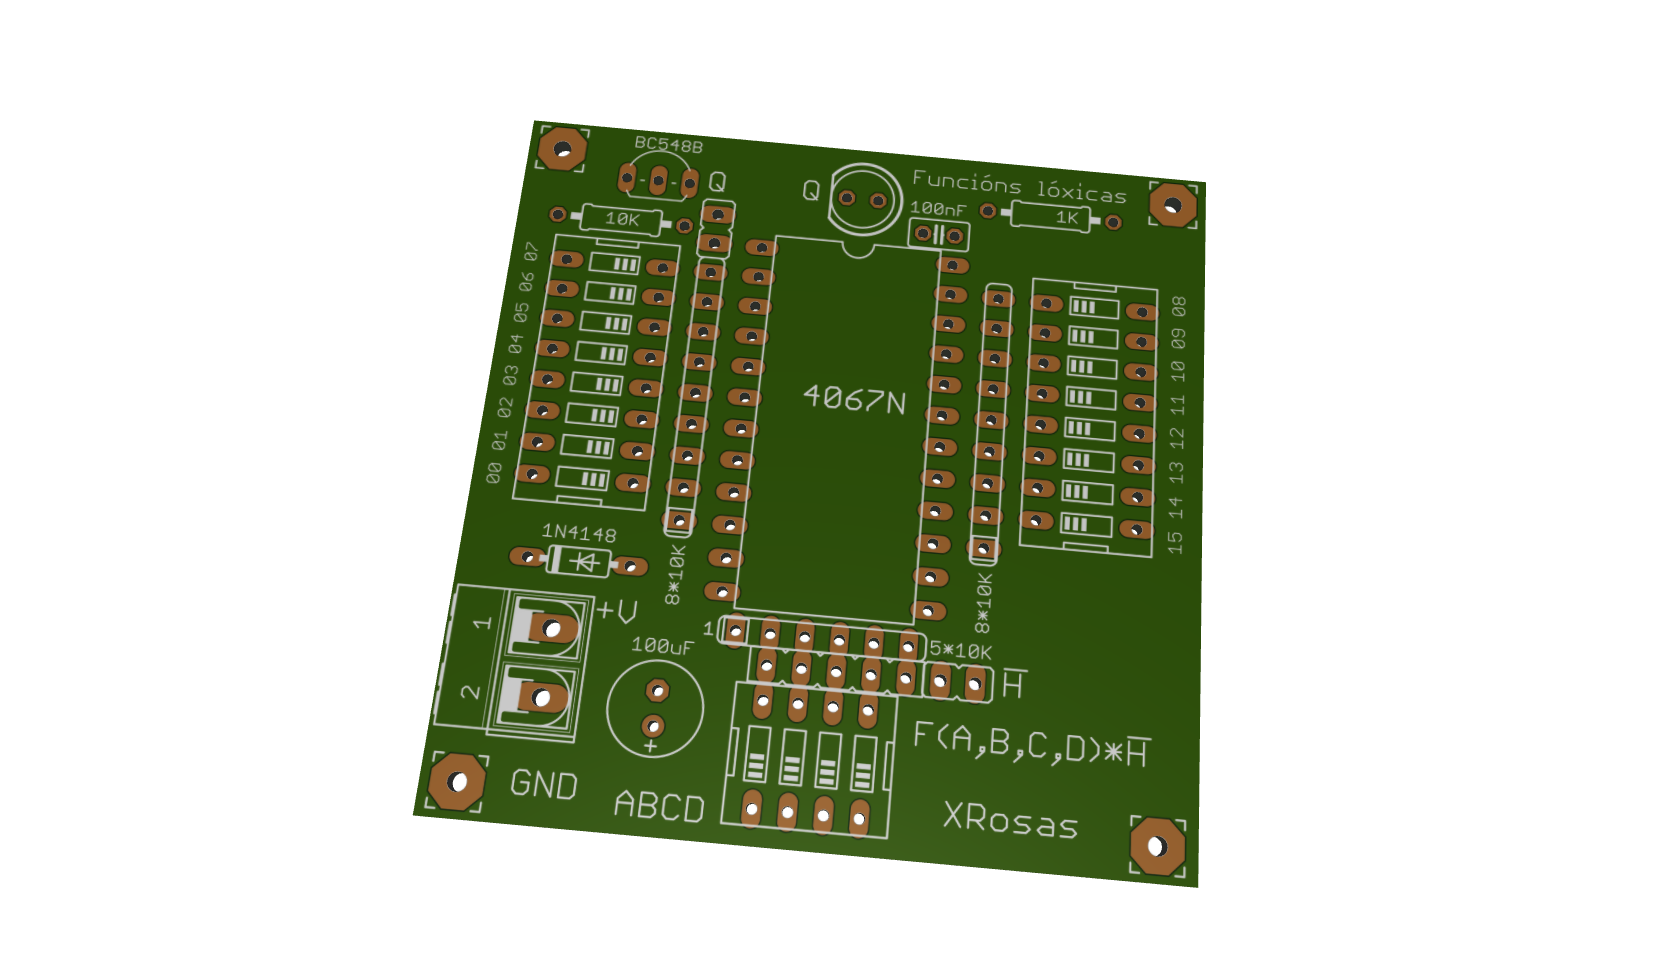 BC548B
Q
Q
Funcións lóxicas
100nF
10K
1K
07
06
05
04
03
02
01
00
08
09
10
11
12
13
14
15
4067N
1N4148
8*10K
8*10K
1
+V
2
100uF
+
1
5*10K
H̅
F(A,B,C,D)*H̅
GND
ABCD
XRosas